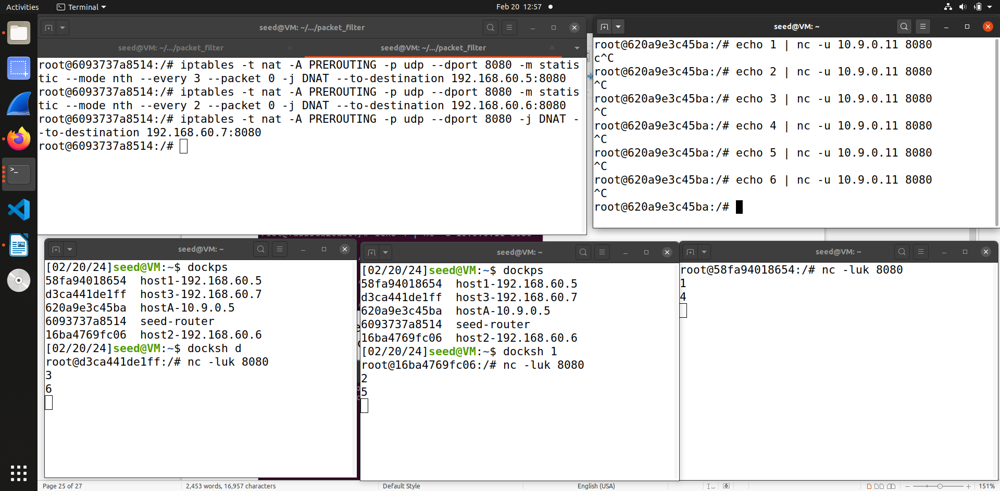 Activities
Terminal
Feb 20 12:57
seed@VM: ~/.../packet_filter
seed@VM: ~/.../packet_filter
seed@VM: ~/.../packet_filter
root@6093737a8514:/# iptables -t nat -A PREROUTING -p udp --dport 8080 -m statis
tic --mode nth --every 3 --packet 0 -j DNAT --to-destination 192.168.60.5:8080
root@6093737a8514:/# iptables -t nat -A PREROUTING -p udp --dport 8080 -m statis
tic --mode nth --every 2 --packet 0 -j DNAT --to-destination 192.168.60.6:8080
root@6093737a8514:/# iptables -t nat -A PREROUTING -p udp --dport 8080 -j DNAT -
-to-destination 192.168.60.7:8080
root@6093737a8514:/#
seed@VM: ~
root@620a9e3c45ba:/# echo 1 | nc -u 10.9.0.11 8080
c^C
root@620a9e3c45ba:/# echo 2 | nc -u 10.9.0.11 8080
^C
root@620a9e3c45ba:/# echo 3 | nc -u 10.9.0.11 8080
^C
root@620a9e3c45ba:/# echo 4 | nc -u 10.9.0.11 8080
^C
root@620a9e3c45ba:/# echo 5 | nc -u 10.9.0.11 8080
^C
root@620a9e3c45ba:/# echo 6 | nc -u 10.9.0.11 8080
^C
root@620a9e3c45ba:/#
seed@VM: ~
[02/20/24]seed@VM:~$ dockps
58fa94018654  host1-192.168.60.5
d3ca441de1ff  host3-192.168.60.7
620a9e3c45ba  hostA-10.9.0.5
6093737a8514  seed-router
16ba4769fc06  host2-192.168.60.6
[02/20/24]seed@VM:~$ docksh d
root@d3ca441de1ff:/# nc -luk 8080
3
6
seed@VM: ~
[02/20/24]seed@VM:~$ dockps
58fa94018654  host1-192.168.60.5
d3ca441de1ff  host3-192.168.60.7
620a9e3c45ba  hostA-10.9.0.5
6093737a8514  seed-router
16ba4769fc06  host2-192.168.60.6
[02/20/24]seed@VM:~$ docksh 1
root@16ba4769fc06:/# nc -luk 8080
2
5
seed@VM: ~
root@58fa94018654:/# nc -luk 8080
1
4
Page 25 of 27
2,453 words, 16,957 characters
Default Style
English (USA)
151%